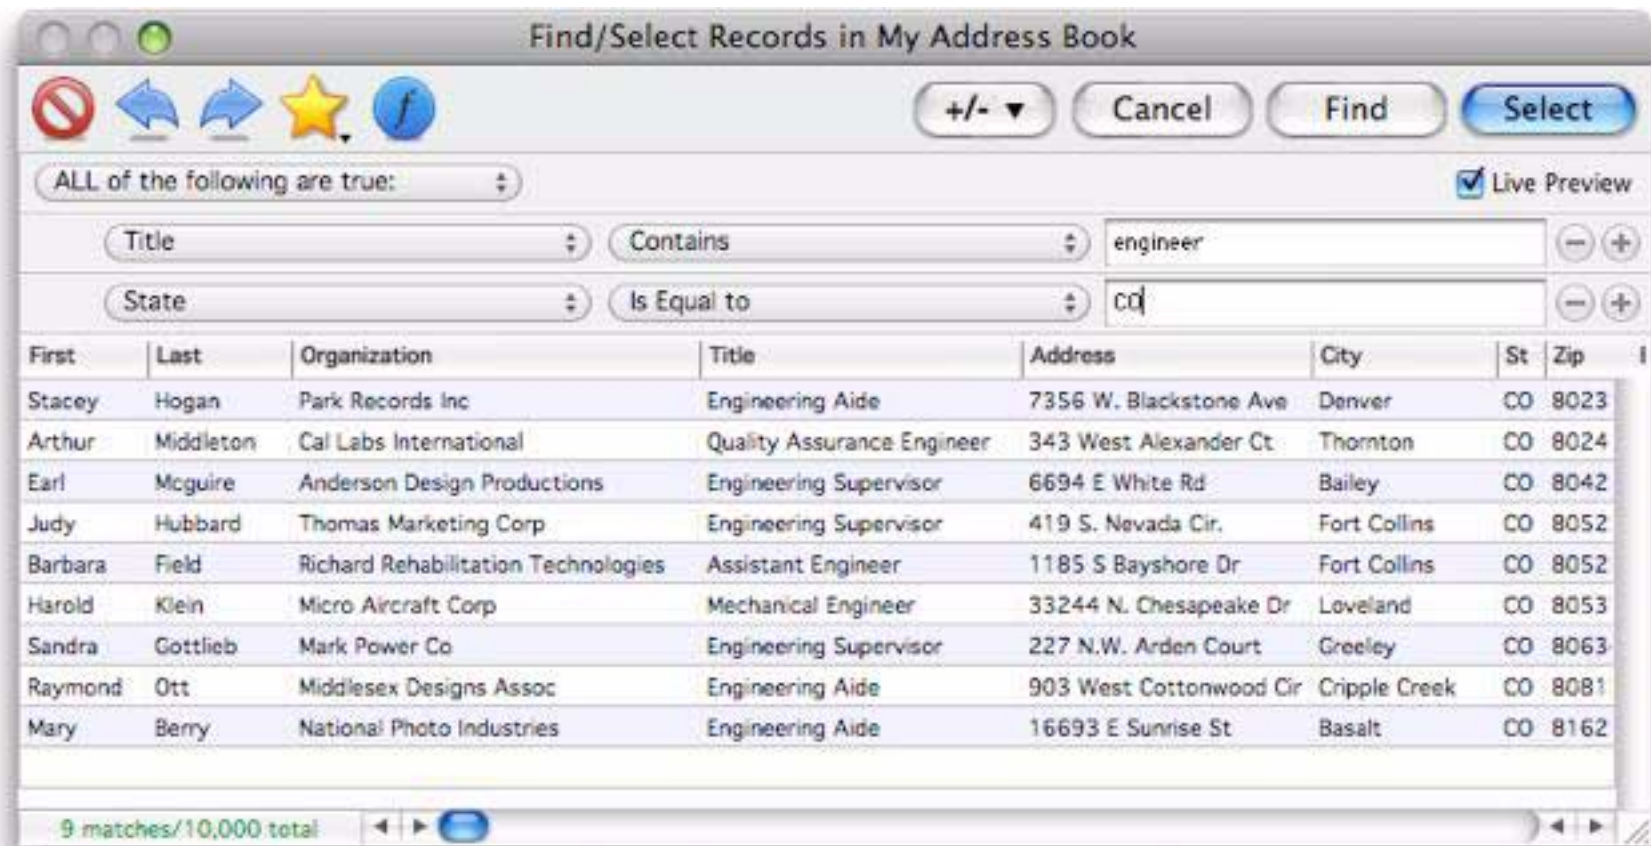 Find/Select Records in My Address Book
f +/- ▼ Cancel Find Select
ALL of the following are true: Live Preview
Title Contains engineer
State Is Equal to CO
First Last Organization Title Address City St Zip
Stacey Hogan Park Records Inc Engineering Aide 7356 W. Blackstone Ave Denver CO 8023
Arthur Middleton Cal Labs International Quality Assurance Engineer 343 West Alexander Ct Thornton CO 8024
Earl Mcguire Anderson Design Productions Engineering Supervisor 6694 E White Rd Bailey CO 8042
Judy Hubbard Thomas Marketing Corp Engineering Supervisor 419 S. Nevada Cir. Fort Collins CO 8052
Barbara Field Richard Rehabilitation Technologies Assistant Engineer 1185 S Bayshore Dr Fort Collins CO 8052
Harold Klein Micro Aircraft Corp Mechanical Engineer 33244 N. Chesapeake Dr Loveland CO 8053
Sandra Gottlieb Mark Power Co Engineering Supervisor 227 N.W. Arden Court Greeley CO 8063
Raymond Ott Middlesex Designs Assoc Engineering Aide 903 West Cottonwood Cir Cripple Creek CO 8081
Mary Berry National Photo Industries Engineering Aide 16693 E Sunrise St Basalt CO 8162
9 matches/10,000 total